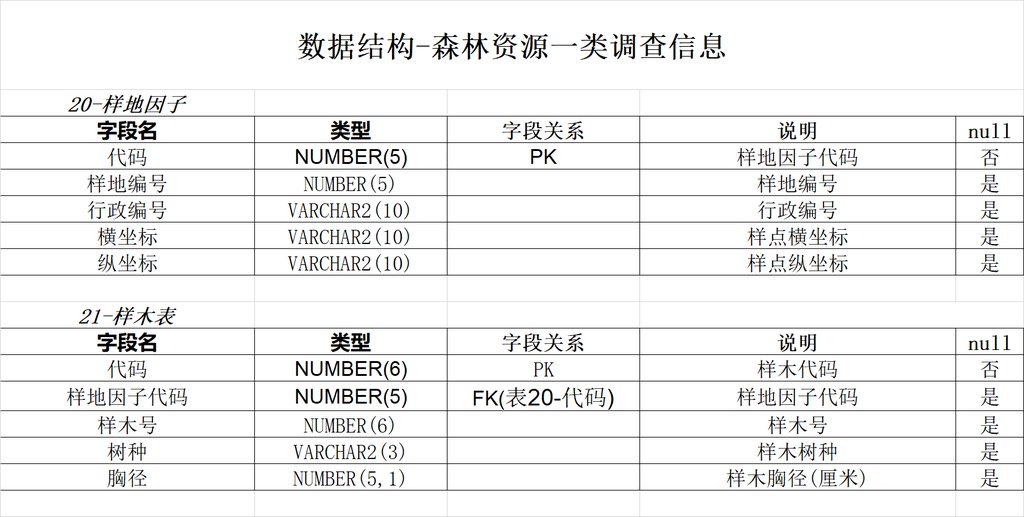 数据结构-森林资源一类调查信息
20-样地因子
字段名 类型 字段关系 说明 null
代码 NUMBER(5) PK 样地因子代码 否
样地编号 NUMBER(5) 样地编号 是
行政编号 VARCHAR2(10) 行政编号 是
横坐标 VARCHAR2(10) 样点横坐标 是
纵坐标 VARCHAR2(10) 样点纵坐标 是
21-样木表
字段名 类型 字段关系 说明 null
代码 NUMBER(6) PK 样木代码 否
样地因子代码 NUMBER(5) FK(表20-代码) 样地因子代码 是
样木号 NUMBER(6) 样木号 是
树种 VARCHAR2(3) 样木树种 是
胸径 NUMBER(5,1) 样木胸径(厘米) 是